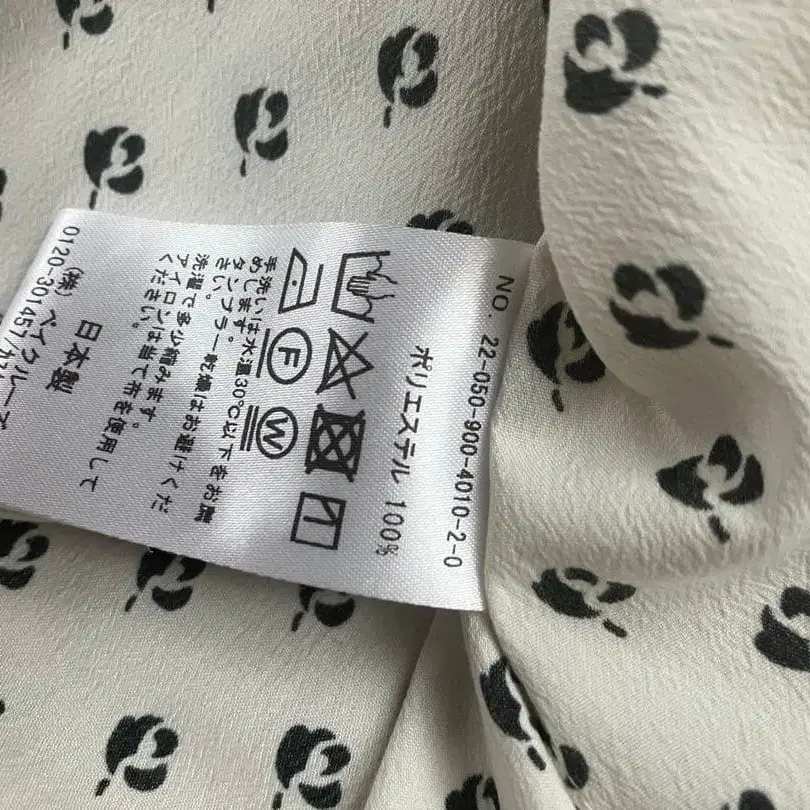 NO. 22-050-900-4010-2-0
ポリエステル 100%
F
W
手洗いは水温30℃以下をお薦
めします。
タンブラー乾燥はお避けくだ
さい。
洗濯で多少縮みます。
アイロンは当て布を使用して
ください。
日本製
(株) ベイクルーズ
0120-301457